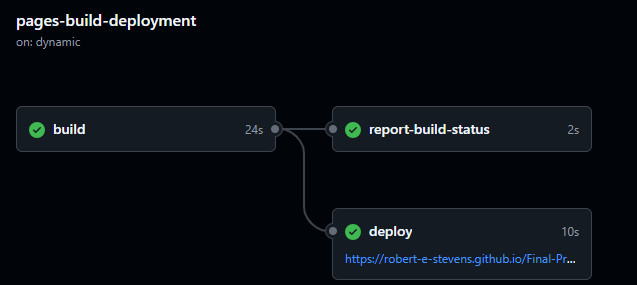 pages-build-deployment
on: dynamic
build 24s
report-build-status 2s
deploy 10s
https://robert-e-stevens.github.io/Final-Pr...